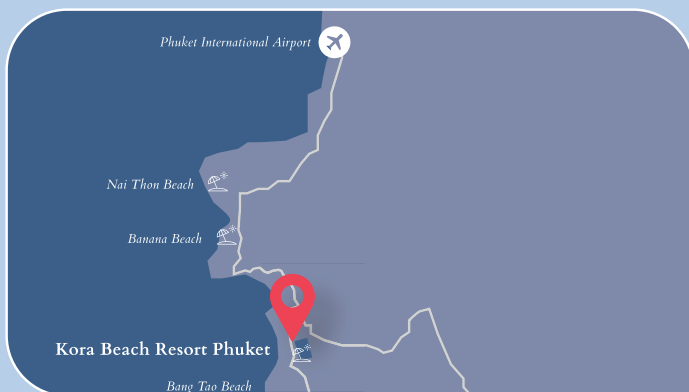 Phuket International Airport
Nai Thon Beach
Banana Beach
Kora Beach Resort Phuket
Bang Tao Beach